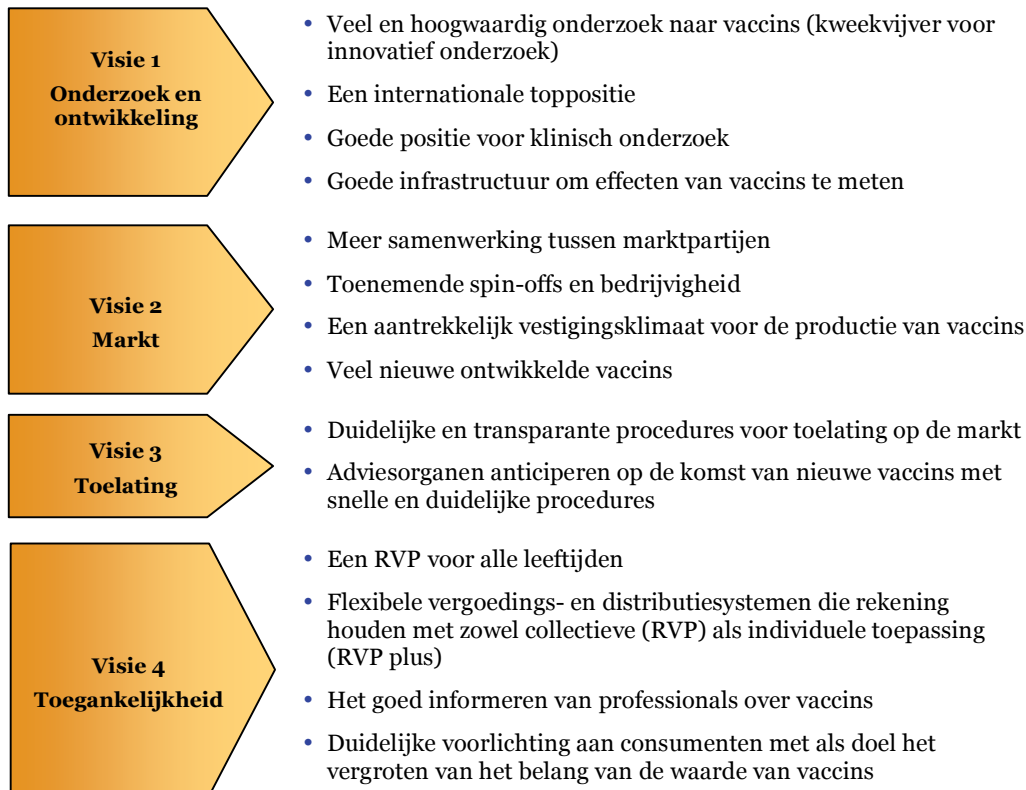 Visie 1
Onderzoek en
ontwikkeling
• Veel en hoogwaardig onderzoek naar vaccins (kweekvijver voor
innovatief onderzoek)
• Een internationale toppositie
• Goede positie voor klinisch onderzoek
• Goede infrastructuur om effecten van vaccins te meten
Visie 2
Markt
• Meer samenwerking tussen marktpartijen
• Toenemende spin-offs en bedrijvigheid
• Een aantrekkelijk vestigingsklimaat voor de productie van vaccins
• Veel nieuwe ontwikkelde vaccins
Visie 3
Toelating
• Duidelijke en transparante procedures voor toelating op de markt
• Adviesorganen anticiperen op de komst van nieuwe vaccins met
snelle en duidelijke procedures
Visie 4
Toegankelijkheid
• Een RVP voor alle leeftijden
• Flexibele vergoedings- en distributiesystemen die rekening
houden met zowel collectieve (RVP) als individuele toepassing
(RVP plus)
• Het goed informeren van professionals over vaccins
• Duidelijke voorlichting aan consumenten met als doel het
vergroten van het belang van de waarde van vaccins